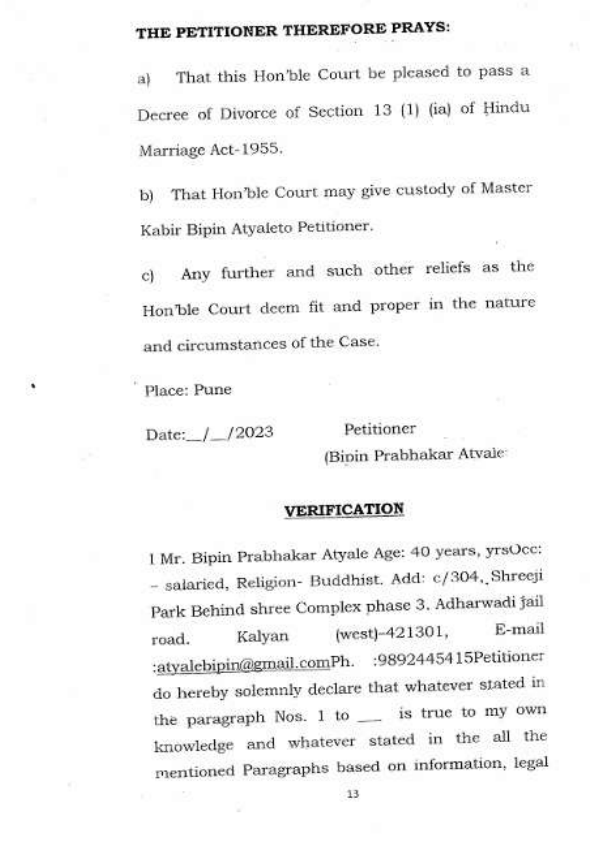 THE PETITIONER THEREFORE PRAYS:
a) That this Hon'ble Court be pleased to pass a
Decree of Divorce of Section 13 (1) (ia) of Hindu
Marriage Act-1955.
b) That Hon'ble Court may give custody of Master
Kabir Bipin Atyaleto Petitioner.
c) Any further and such other reliefs as the
Hon'ble Court deem fit and proper in the nature
and circumstances of the Case.
Place: Pune
Date:__/__/2023 Petitioner
(Bipin Prabhakar Atyale
VERIFICATION
I Mr. Bipin Prabhakar Atyale Age: 40 years, yrsOcc:
– salaried, Religion- Buddhist. Add: c/304, Shreeji
Park Behind shree Complex phase 3. Adharwadi jail
road. Kalyan (west)–421301, E-mail
:atyalebipin@gmail.comPh. :9892445415Petitioner
do hereby solemnly declare that whatever stated in
the paragraph Nos. 1 to ___ is true to my own
knowledge and whatever stated in the all the
mentioned Paragraphs based on information, legal
13